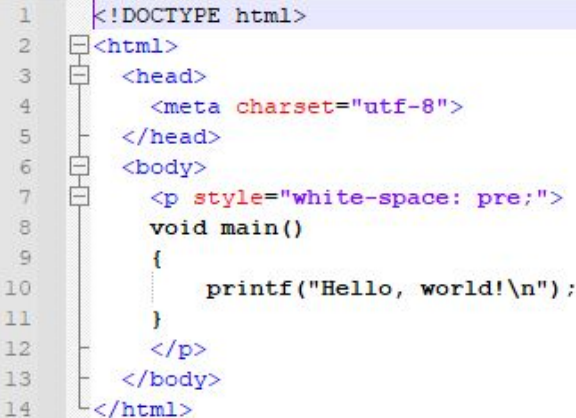 1 <!DOCTYPE html>
2 <html>
3   <head>
4     <meta charset="utf-8">
5   </head>
6   <body>
7     <p style="white-space: pre;">
8     void main()
9     {
10         printf("Hello, world!\n");
11     }
12     </p>
13   </body>
14 </html>